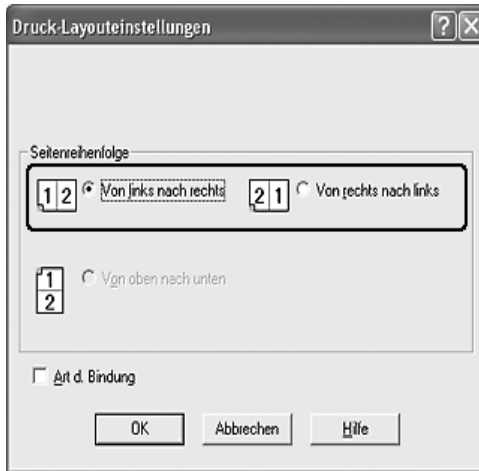 Druck-Layouteinstellungen
Seitenreihenfolge
1 2 Von links nach rechts 2 1 Von rechts nach links
1 Von oben nach unten
2
Art d. Bindung
OK Abbrechen Hilfe